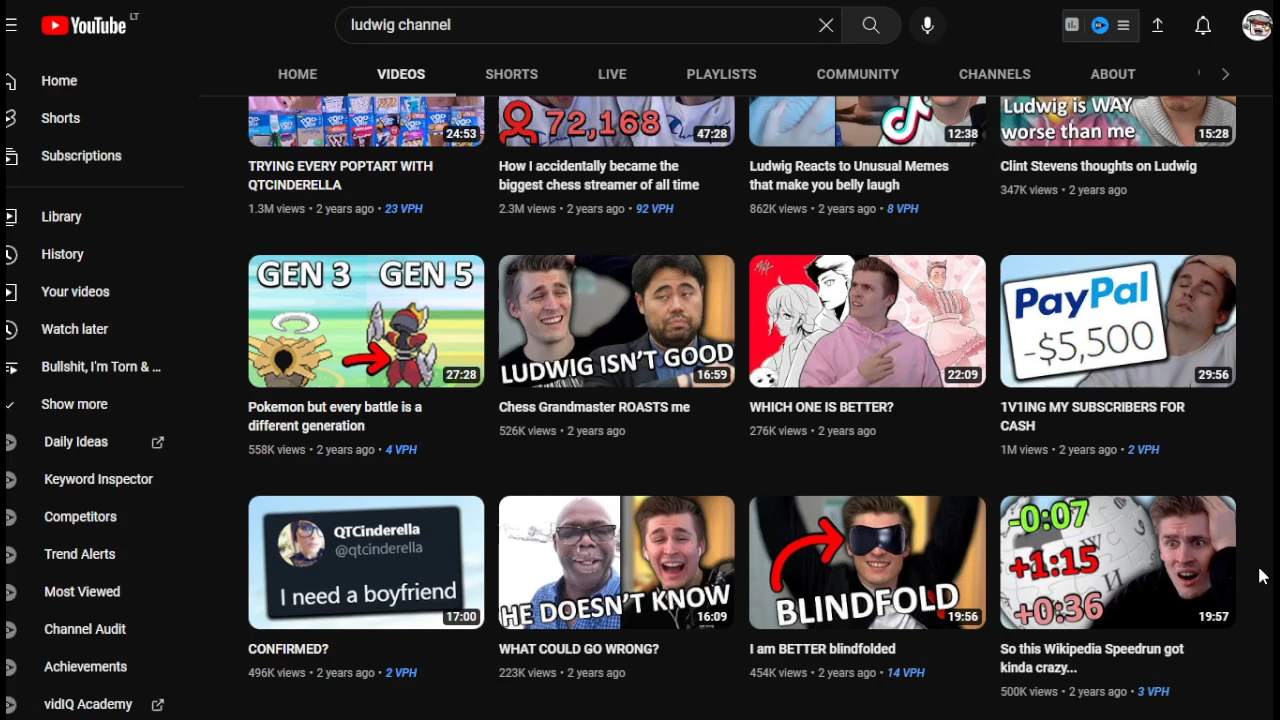 YouTube LT
ludwig channel
HOME VIDEOS SHORTS LIVE PLAYLISTS COMMUNITY CHANNELS ABOUT
Home
Shorts
Subscriptions
Library
History
Your videos
Watch later
Bullshit, I'm Torn & ...
Show more
Daily Ideas
Keyword Inspector
Competitors
Trend Alerts
Most Viewed
Channel Audit
Achievements
vidIQ Academy
24:53
TRYING EVERY POPTART WITH
QTCINDERELLA
1.3M views • 2 years ago • 23 VPH
72,168
47:28
How I accidentally became the
biggest chess streamer of all time
2.3M views • 2 years ago • 92 VPH
12:38
Ludwig Reacts to Unusual Memes
that make you belly laugh
862K views • 2 years ago • 8 VPH
Ludwig is WAY
worse than me
15:28
Clint Stevens thoughts on Ludwig
347K views • 2 years ago
GEN 3 GEN 5
27:28
Pokemon but every battle is a
different generation
558K views • 2 years ago • 4 VPH
LUDWIG ISN'T GOOD
16:59
Chess Grandmaster ROASTS me
526K views • 2 years ago
22:09
WHICH ONE IS BETTER?
276K views • 2 years ago
PayPal
-$5,500
29:56
1V1ING MY SUBSCRIBERS FOR
CASH
1M views • 2 years ago • 2 VPH
QTCinderella
@qtcinderella
I need a boyfriend
17:00
CONFIRMED?
496K views • 2 years ago • 2 VPH
HE DOESN'T KNOW
16:09
WHAT COULD GO WRONG?
223K views • 2 years ago
BLINDFOLD
19:56
I am BETTER blindfolded
454K views • 2 years ago • 14 VPH
-0:07
+1:15
+0:36
19:57
So this Wikipedia Speedrun got
kinda crazy...
500K views • 2 years ago • 3 VPH